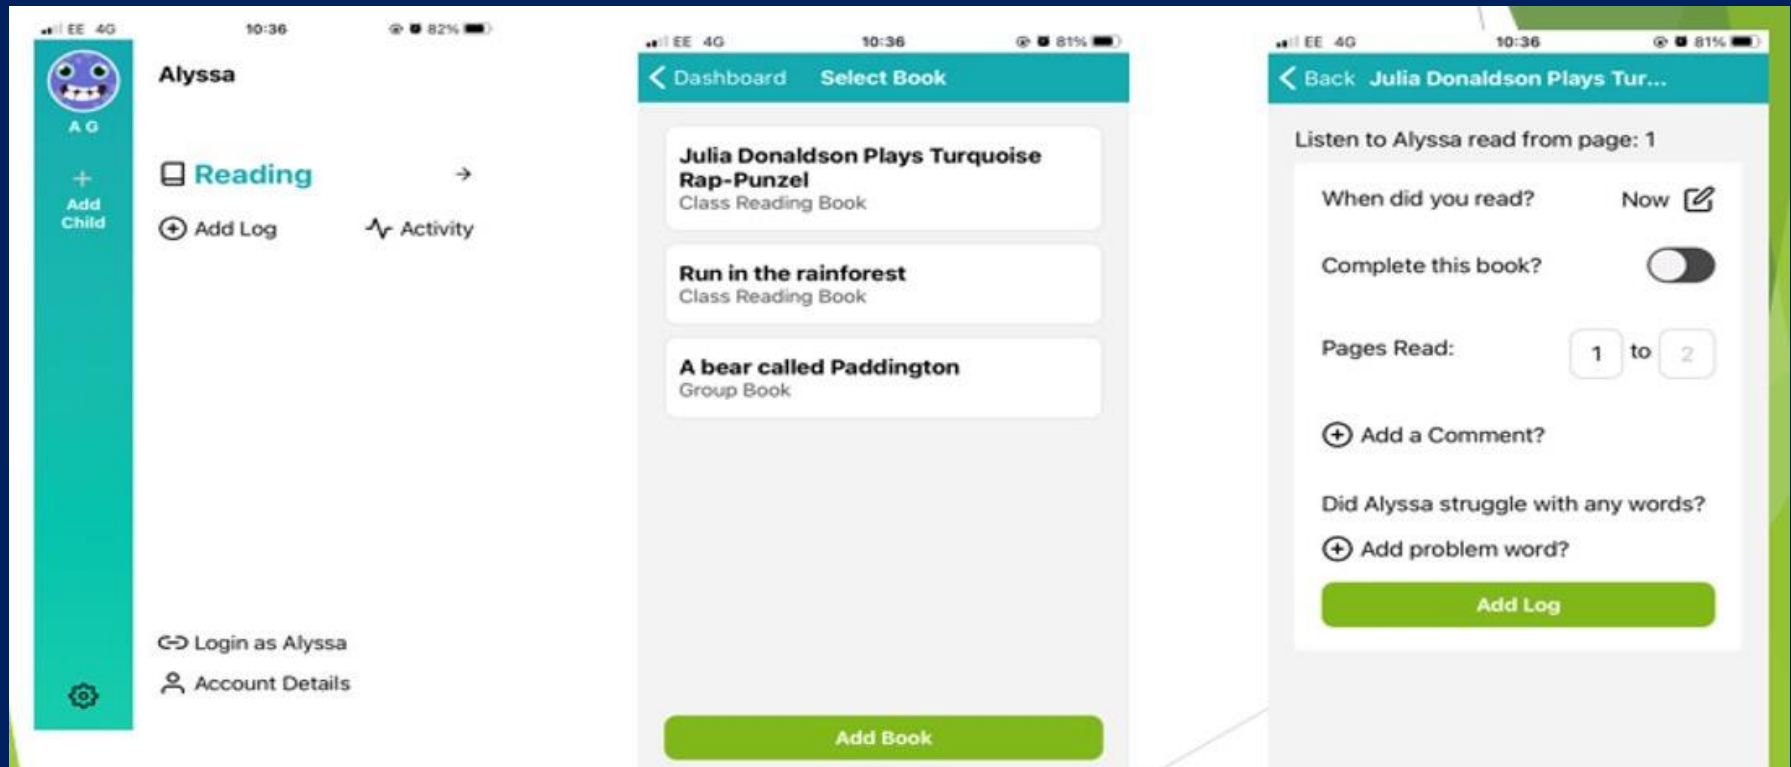 EE 4G 10:36 82%
Alyssa
A G
Add
Child
Reading
Add Log Activity
Login as Alyssa
Account Details
EE 4G 10:36 81%
Dashboard Select Book
Julia Donaldson Plays Turquoise
Rap-Punzel
Class Reading Book
Run in the rainforest
Class Reading Book
A bear called Paddington
Group Book
Add Book
EE 4G 10:36 81%
Back Julia Donaldson Plays Tur...
Listen to Alyssa read from page: 1
When did you read? Now
Complete this book?
Pages Read: 1 to 2
Add a Comment?
Did Alyssa struggle with any words?
Add problem word?
Add Log